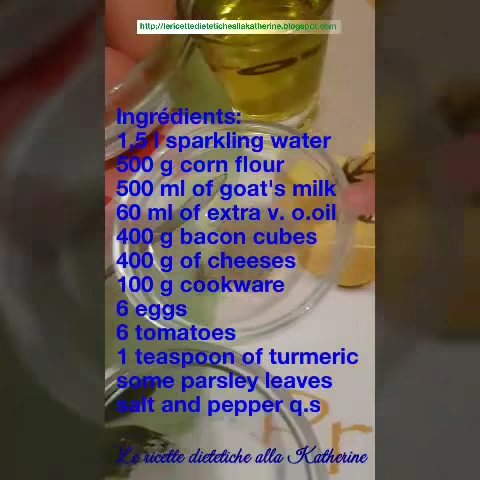 http://lericettedieteticheallakatherine.blogspot.com
Ingrédients:
1,5 l sparkling water
500 g corn flour
500 ml of goat's milk
60 ml of extra v. o.oil
400 g bacon cubes
400 g of cheeses
100 g cookware
6 eggs
6 tomatoes
1 teaspoon of turmeric
some parsley leaves
salt and pepper q.s
Pr
Le ricette dietetiche alla Katherine